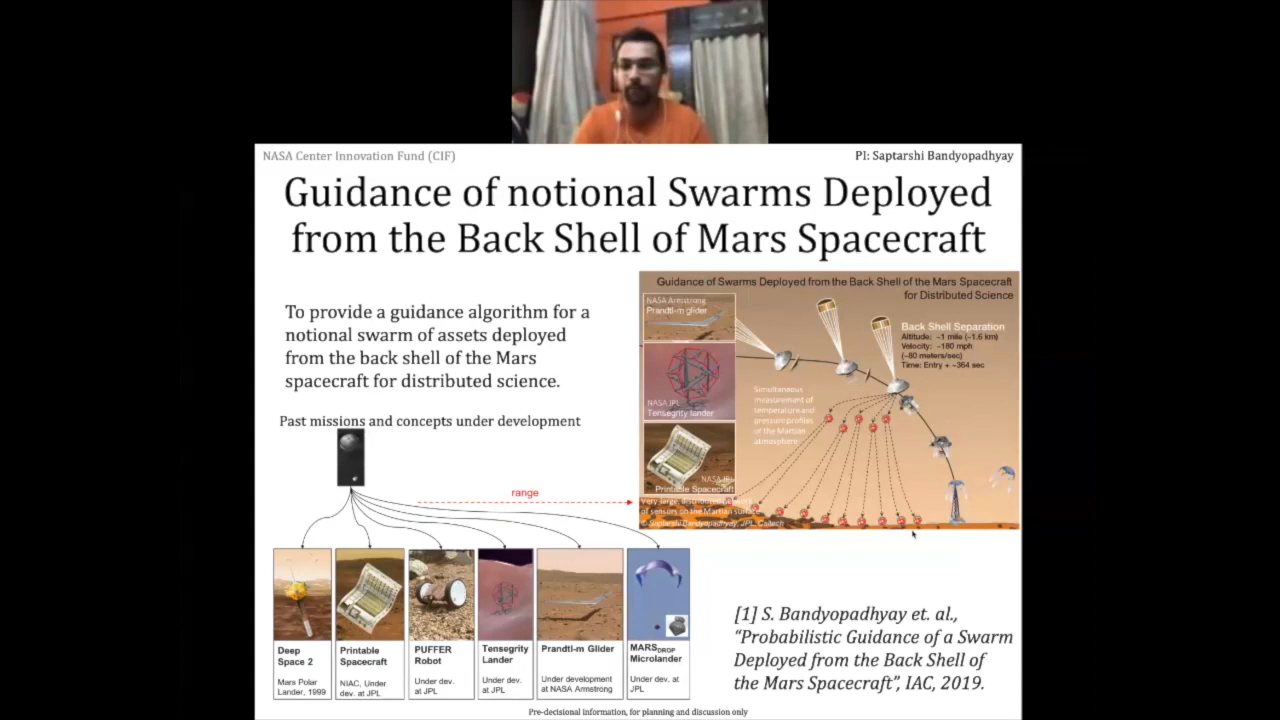 NASA Center Innovation Fund (CIF)
PI: Saptarshi Bandyopadhyay
Guidance of notional Swarms Deployed
from the Back Shell of Mars Spacecraft
To provide a guidance algorithm for a
notional swarm of assets deployed
from the back shell of the Mars
spacecraft for distributed science.
Past missions and concepts under development
range
Deep
Space 2
Mars Polar
Lander, 1999
Printable
Spacecraft
NIAC, Under
dev. at JPL
PUFFER
Robot
Under dev.
at JPL
Tensegrity
Lander
Under dev.
at JPL
Prandtl-m Glider
Under development
at NASA Armstrong
MARSDROP
Microlander
Under dev. at
JPL
Guidance of Swarms Deployed from the Back Shell of the Mars Spacecraft
for Distributed Science
NASA Armstrong
Prandtl-m glider
NASA JPL
Tensegrity lander
NASA JPL
Printable Spacecraft
Back Shell Separation
Altitude: ~1 mile (~1.6 km)
Velocity: ~180 mph
(~80 meters/sec)
Time: Entry + ~364 sec
Simultaneous
measurement of
temperature and
pressure profiles
of the Martian
atmosphere
Very large, distributed
of sensors on the Martian surface
© Saptarshi Bandyopadhyay, JPL, Caltech
[1] S. Bandyopadhyay et. al.,
“Probabilistic Guidance of a Swarm
Deployed from the Back Shell of
the Mars Spacecraft”, IAC, 2019.
Pre-decisional information, for planning and discussion only